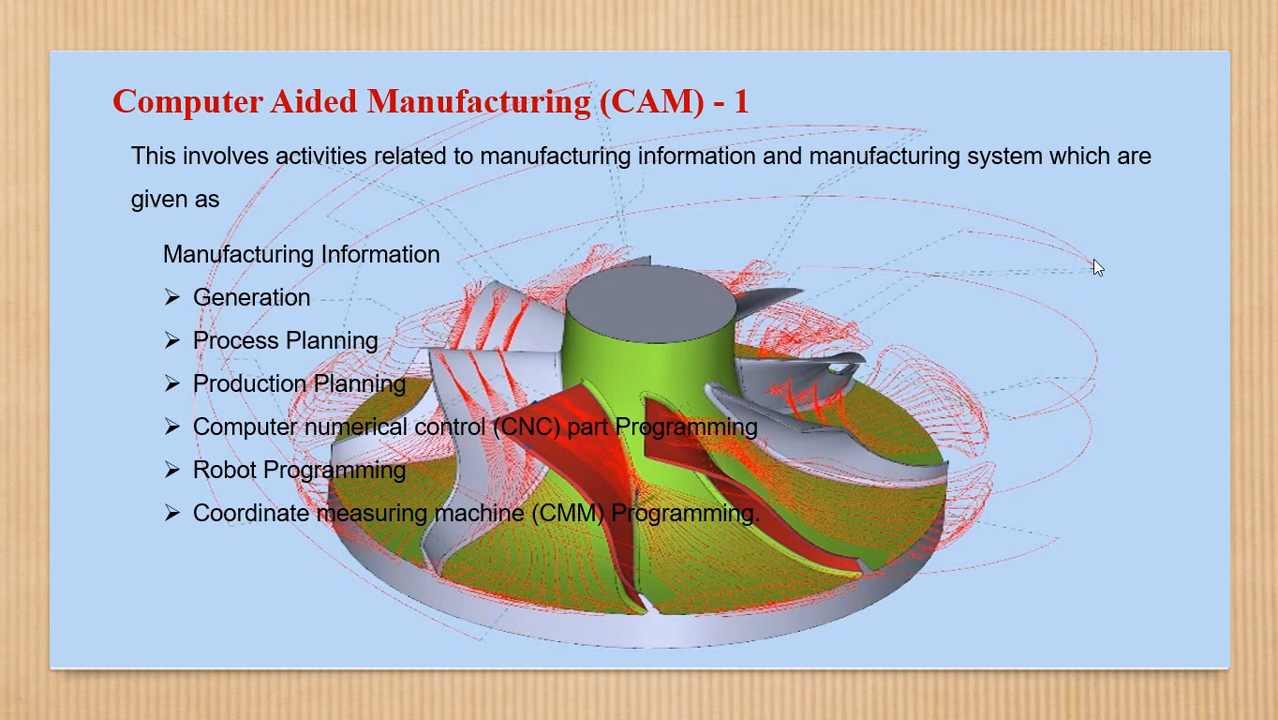 Computer Aided Manufacturing (CAM) - 1
This involves activities related to manufacturing information and manufacturing system which are
given as
Manufacturing Information
➢ Generation
➢ Process Planning
➢ Production Planning
➢ Computer numerical control (CNC) part Programming
➢ Robot Programming
➢ Coordinate measuring machine (CMM) Programming.